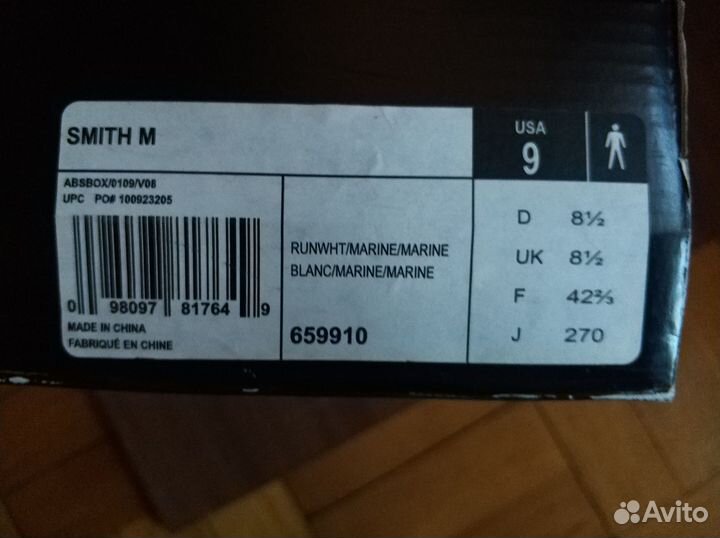 SMITH M
USA
9
ABSBOX/0109/V08
UPC PO# 100923205
0 98097 81764 9
MADE IN CHINA
FABRIQUÉ EN CHINE
RUNWHT/MARINE/MARINE
BLANC/MARINE/MARINE
659910
D 8½
UK 8½
F 42⅔
J 270
Avito